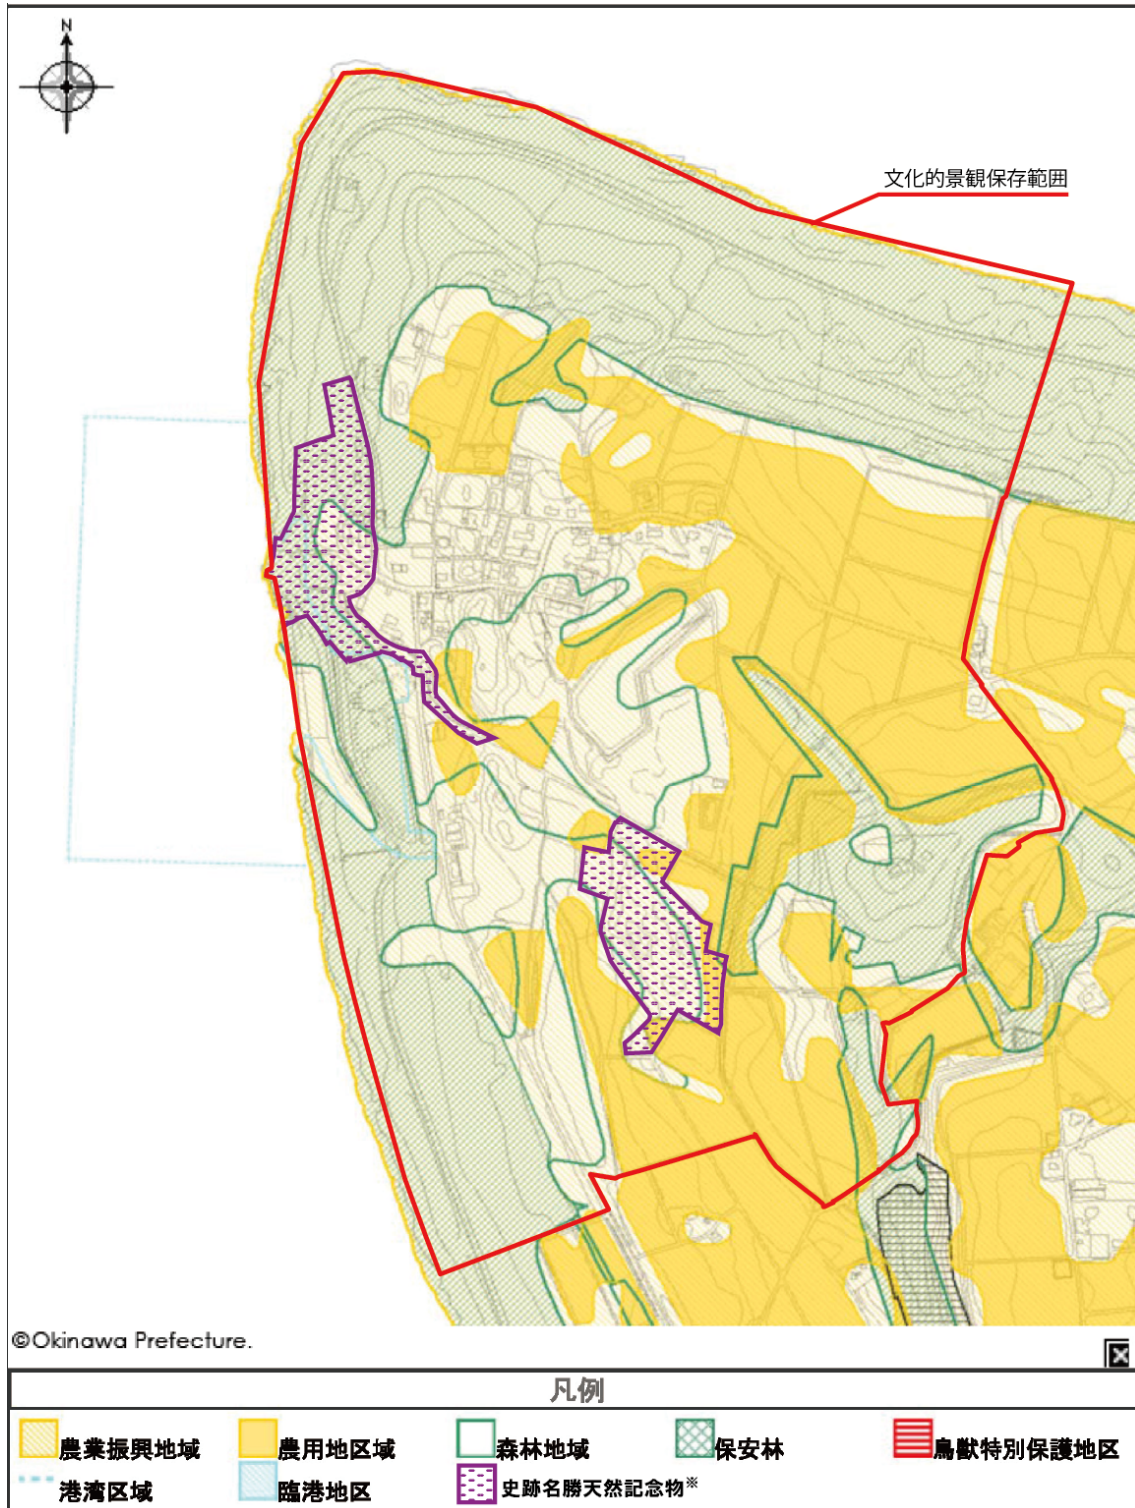 N
文化的景観保存範囲
©Okinawa Prefecture.
凡例
農業振興地域 農用地区域 森林地域 保安林 鳥獣特別保護地区
港湾区域 臨港地区 史跡名勝天然記念物※